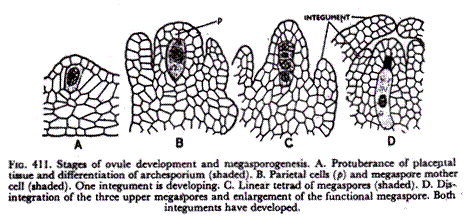 P
INTEGUMENT
A
B
C
D
FIG. 411. Stages of ovule development and megasporogenesis. A. Protuberance of placental
tissue and differentiation of archesporium (shaded). B. Parietal cells (p) and megaspore mother
cell (shaded). One integument is developing. C. Linear tetrad of megaspores (shaded). D. Dis-
integration of the three upper megaspores and enlargement of the functional megaspore. Both
integuments have developed.